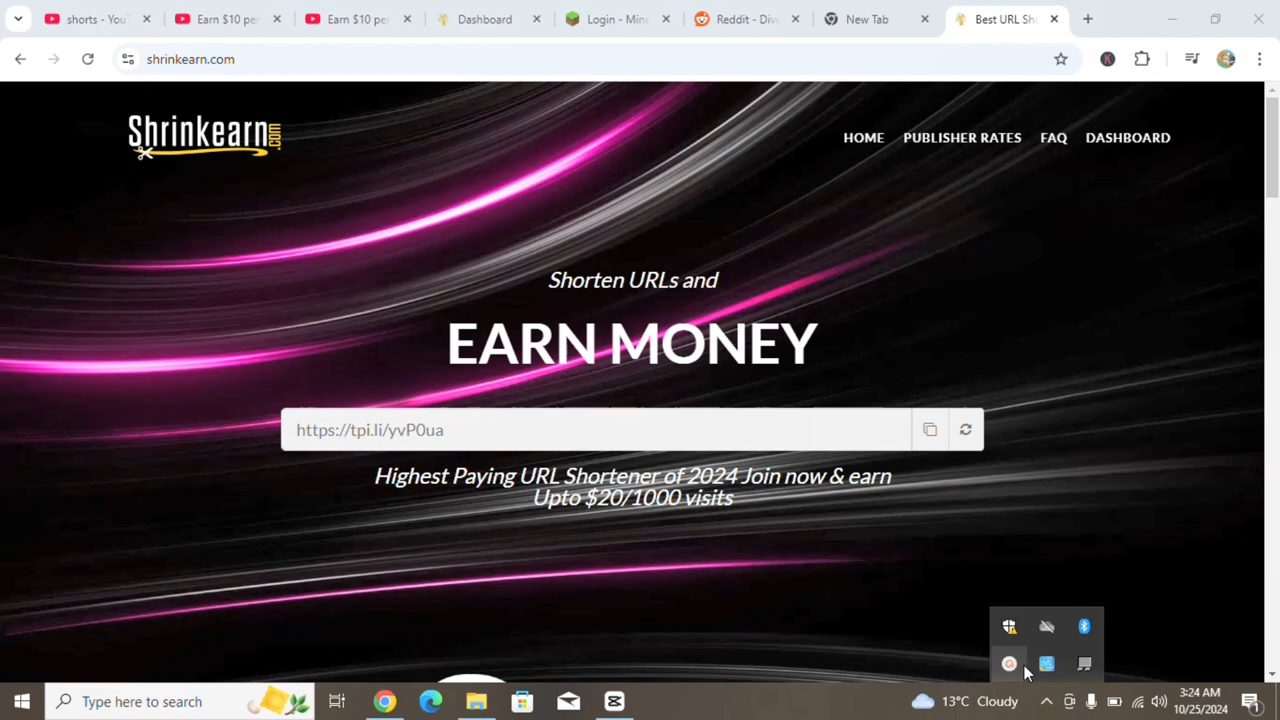 shorts - YouT
Earn $10 per
Earn $10 per
Dashboard
Login - Mine
Reddit - Dive
New Tab
Best URL Sho
shrinkearn.com
K
Shrinkearn.com
HOME
PUBLISHER RATES
FAQ
DASHBOARD
Shorten URLs and
EARN MONEY
https://tpi.li/yvP0ua
Highest Paying URL Shortener of 2024 Join now & earn
Upto $20/1000 visits
Type here to search
13°C Cloudy
3:24 AM
10/25/2024
1